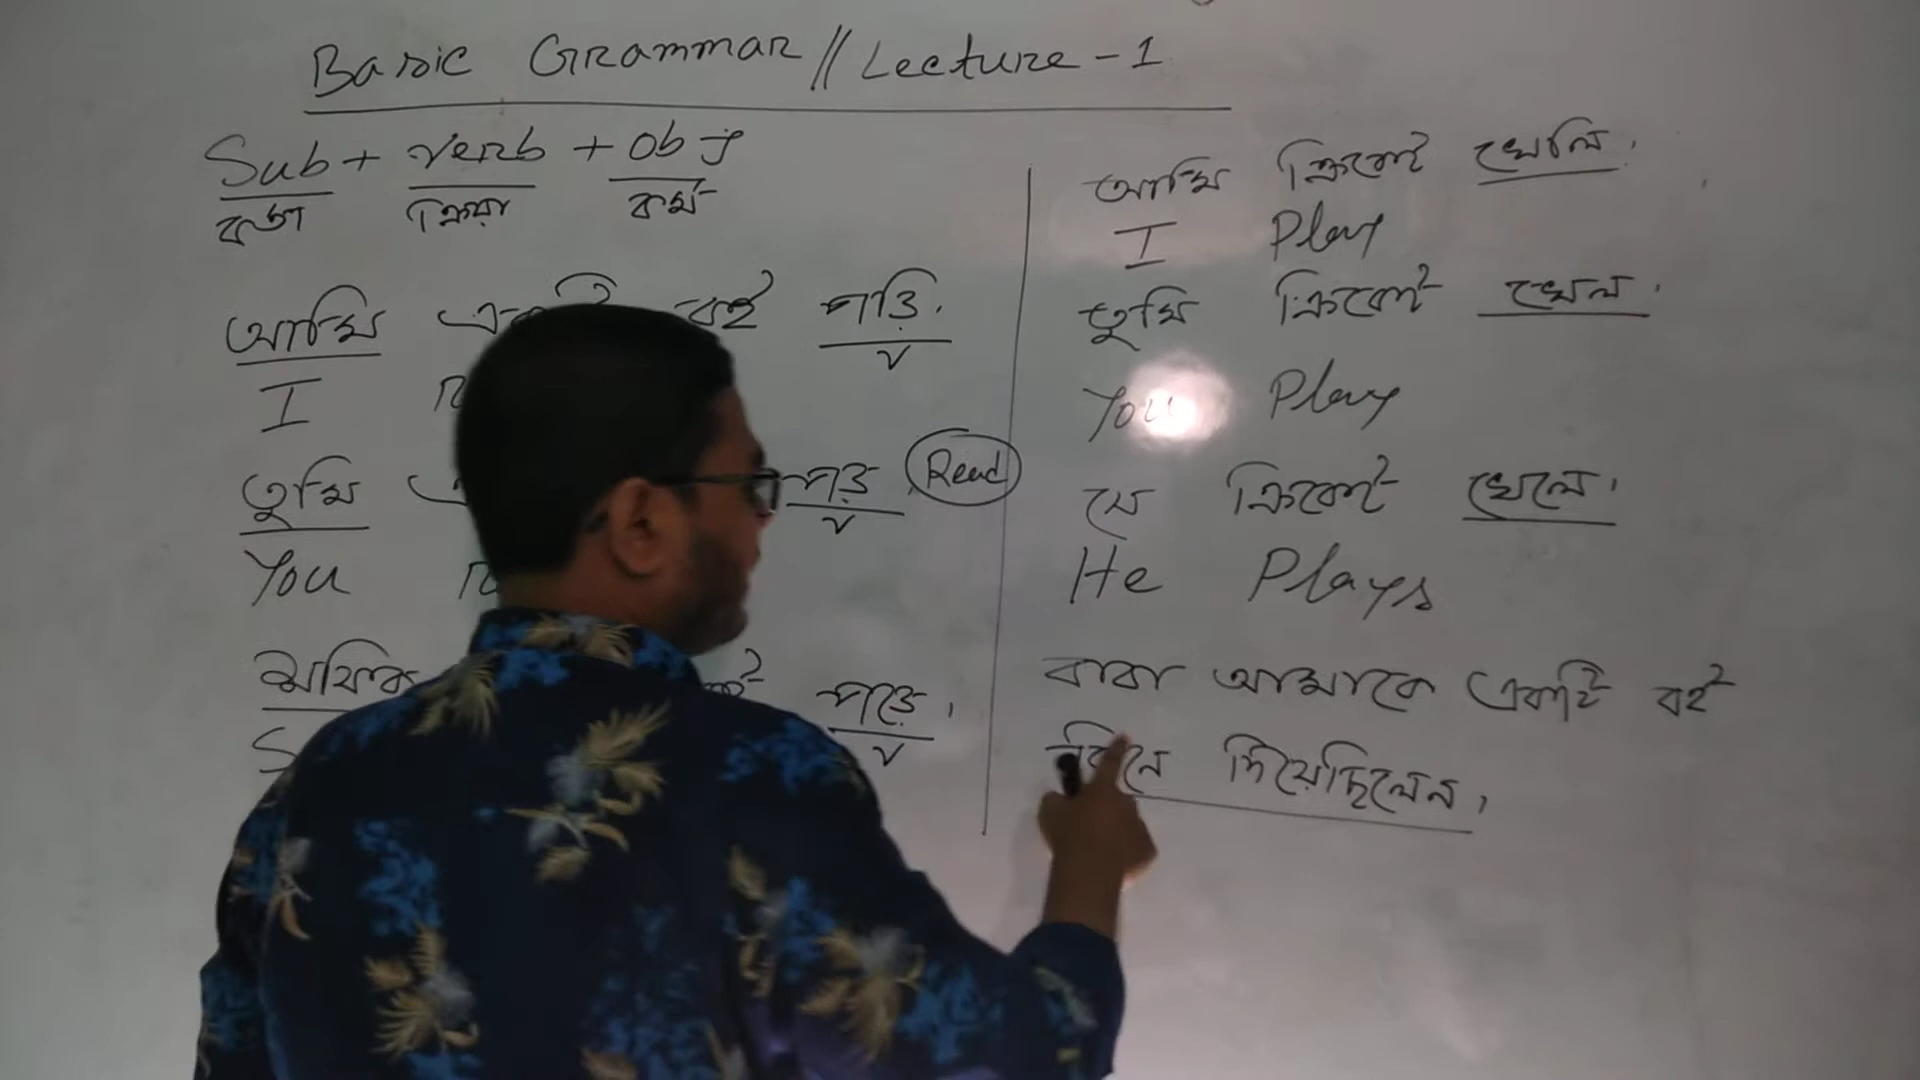 Basic Grammar // Lecture - 1
Sub + verb + obj
কর্তা ক্রিয়া কর্ম
আমি বই পড়ি.
v
I
তুমি পড়
v
Read
You
পড়ে।
v
আমি ক্রিকেট খেলি.
I Play
তুমি ক্রিকেট খেল.
You Play
সে ক্রিকেট খেলে.
He Plays
বাবা আমাকে একটি বই
কিনে দিয়েছিলেন,